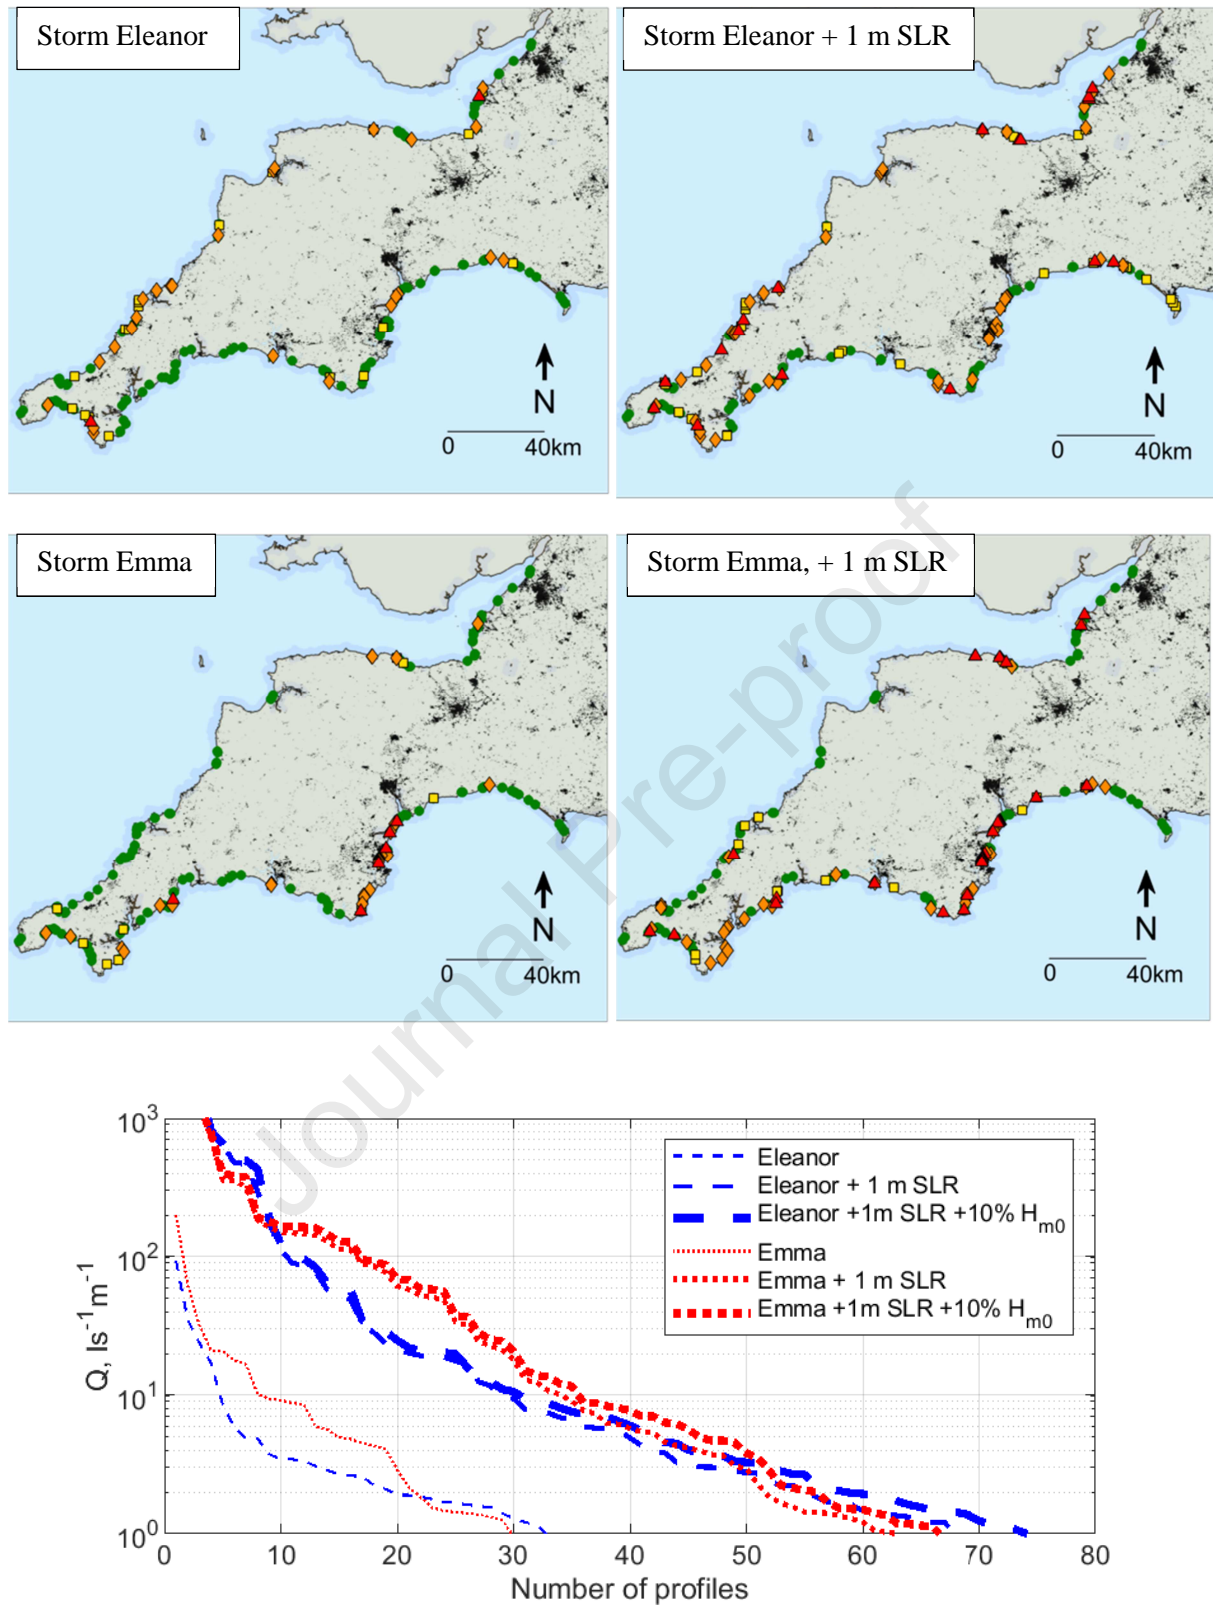 Storm Eleanor
Storm Eleanor + 1 m SLR
N
0 40km
N
0 40km
Storm Emma
Storm Emma, + 1 m SLR
N
0 40km
N
0 40km
Journal Pre-proof
10³
10²
10¹
10⁰
Q, ls⁻¹m⁻¹
Eleanor
Eleanor + 1 m SLR
Eleanor +1m SLR +10% Hm0
Emma
Emma + 1 m SLR
Emma +1m SLR +10% Hm0
0 10 20 30 40 50 60 70 80
Number of profiles